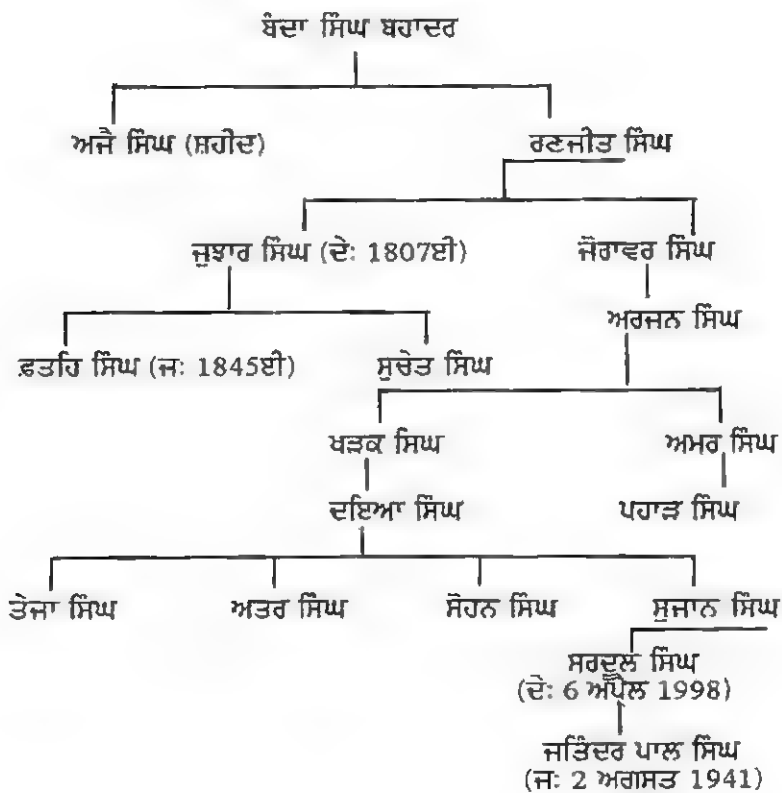 ਬੰਦਾ ਸਿੰਘ ਬਹਾਦਰ
ਅਜੈ ਸਿੰਘ (ਸ਼ਹੀਦ) ਰਣਜੀਤ ਸਿੰਘ
ਜੁਝਾਰ ਸਿੰਘ (ਦੇ: 1807ਈ) ਜੋਰਾਵਰ ਸਿੰਘ
ਅਰਜਨ ਸਿੰਘ
ਫ਼ਤਹਿ ਸਿੰਘ (ਜ: 1845ਈ) ਸੁਚੇਤ ਸਿੰਘ
ਖੜਕ ਸਿੰਘ ਅਮਰ ਸਿੰਘ
ਦਇਆ ਸਿੰਘ ਪਹਾੜ ਸਿੰਘ
ਤੇਜਾ ਸਿੰਘ ਅਤਰ ਸਿੰਘ ਸੋਹਨ ਸਿੰਘ ਸੁਜਾਨ ਸਿੰਘ
ਸਰਦੂਲ ਸਿੰਘ
(ਦੇ: 6 ਅਪ੍ਰੈਲ 1998)
ਜਤਿੰਦਰ ਪਾਲ ਸਿੰਘ
(ਜ: 2 ਅਗਸਤ 1941)